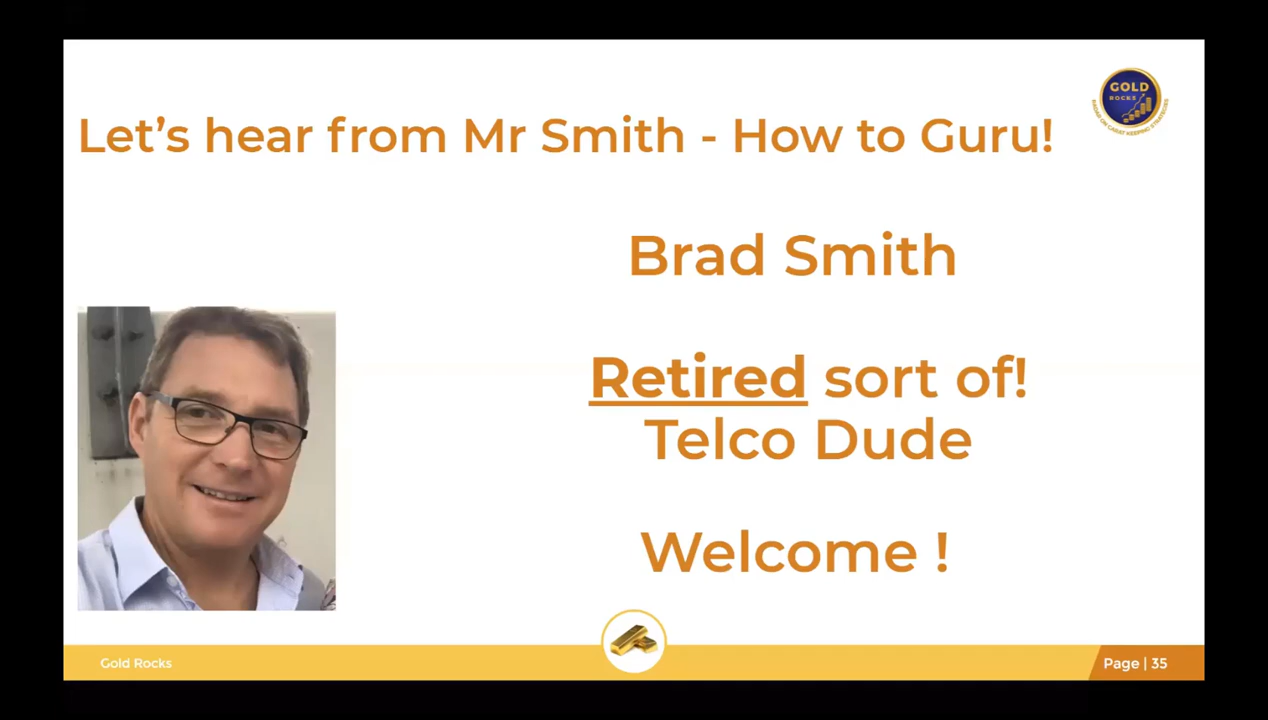 GOLD
ROCKS
Let's hear from Mr Smith - How to Guru!
Brad Smith
Retired sort of!
Telco Dude
Welcome !
Gold Rocks
Page | 35